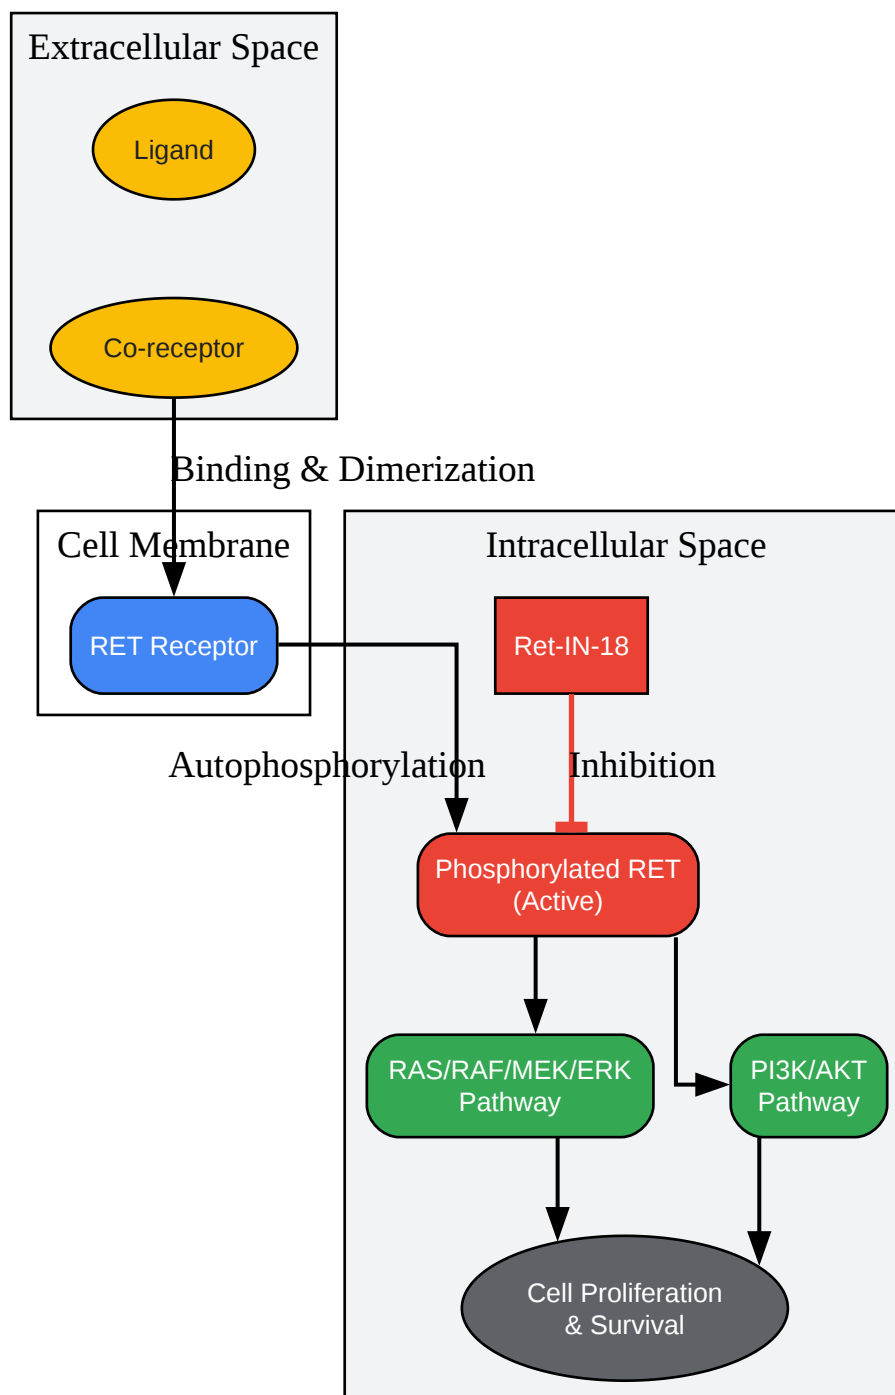 Extracellular Space
Ligand
Co-receptor
Binding & Dimerization
Cell Membrane
Intracellular Space
RET Receptor
Ret-IN-18
Autophosphorylation
Inhibition
Phosphorylated RET
(Active)
RAS/RAF/MEK/ERK
Pathway
PI3K/AKT
Pathway
Cell Proliferation
& Survival